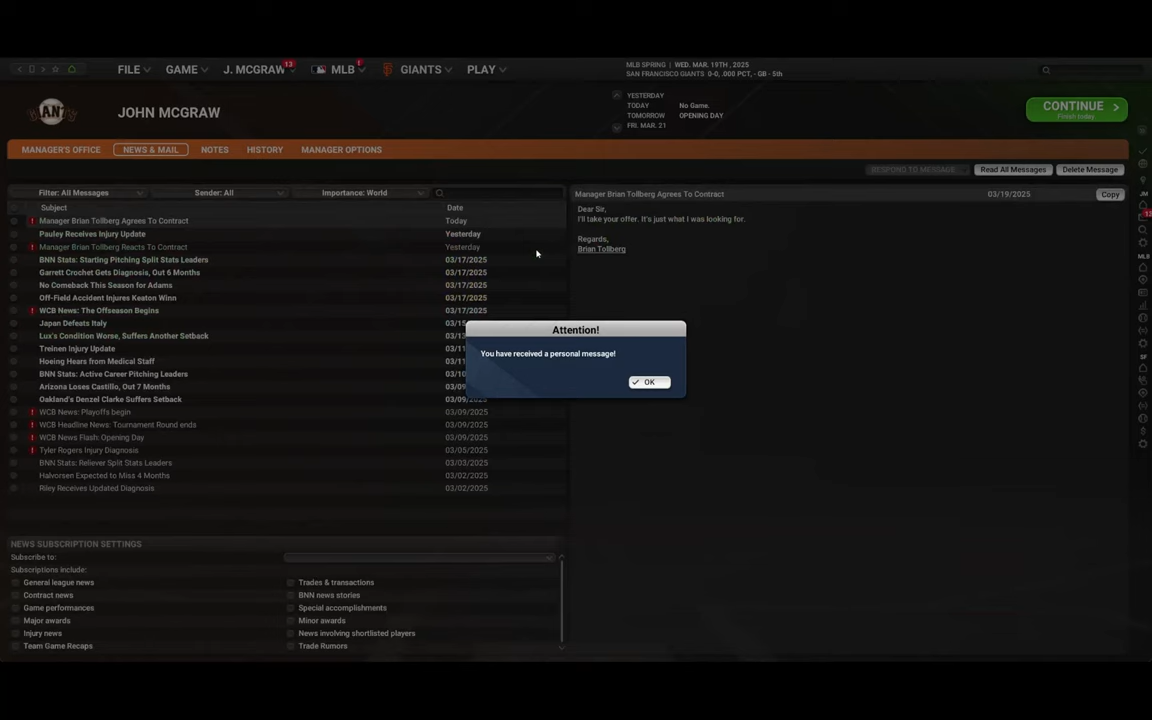 FILE GAME J. MCGRAW 13 MLB ! GIANTS PLAY
MLB SPRING | WED. MAR. 19TH , 2025
SAN FRANCISCO GIANTS 0-0, .000 PCT, - GB - 5th
GIANTS
JOHN MCGRAW
YESTERDAY
TODAY No Game.
TOMORROW OPENING DAY
FRI. MAR. 21
CONTINUE >
Finish today
MANAGER'S OFFICE NEWS & MAIL NOTES HISTORY MANAGER OPTIONS
RESPOND TO MESSAGE Read All Messages Delete Message
Filter: All Messages Sender: All Importance: World
Subject Date
! Manager Brian Tollberg Agrees To Contract Today
Pauley Receives Injury Update Yesterday
! Manager Brian Tollberg Reacts To Contract Yesterday
BNN Stats: Starting Pitching Split Stats Leaders 03/17/2025
Garrett Crochet Gets Diagnosis, Out 6 Months 03/17/2025
No Comeback This Season for Adams 03/17/2025
Off-Field Accident Injures Keaton Winn 03/17/2025
! WCB News: The Offseason Begins 03/17/2025
Japan Defeats Italy
Lux's Condition Worse, Suffers Another Setback
Treinen Injury Update
Hoeing Hears from Medical Staff
BNN Stats: Active Career Pitching Leaders
Arizona Loses Castillo, Out 7 Months
Oakland's Denzel Clarke Suffers Setback 03/09/2025
! WCB News: Playoffs begin 03/09/2025
! WCB Headline News: Tournament Round ends 03/09/2025
! WCB News Flash: Opening Day 03/09/2025
! Tyler Rogers Injury Diagnosis 03/05/2025
BNN Stats: Reliever Split Stats Leaders 03/03/2025
Halvorsen Expected to Miss 4 Months 03/02/2025
Riley Receives Updated Diagnosis 03/02/2025
Manager Brian Tollberg Agrees To Contract 03/19/2025 Copy
Dear Sir,
I'll take your offer. It's just what I was looking for.
Regards,
Brian Tollberg
Attention!
You have received a personal message!
OK
NEWS SUBSCRIPTION SETTINGS
Subscribe to:
Subscriptions include:
General league news Trades & transactions
Contract news BNN news stories
Game performances Special accomplishments
Major awards Minor awards
Injury news News involving shortlisted players
Team Game Recaps Trade Rumors
JM
13
MLB
SF